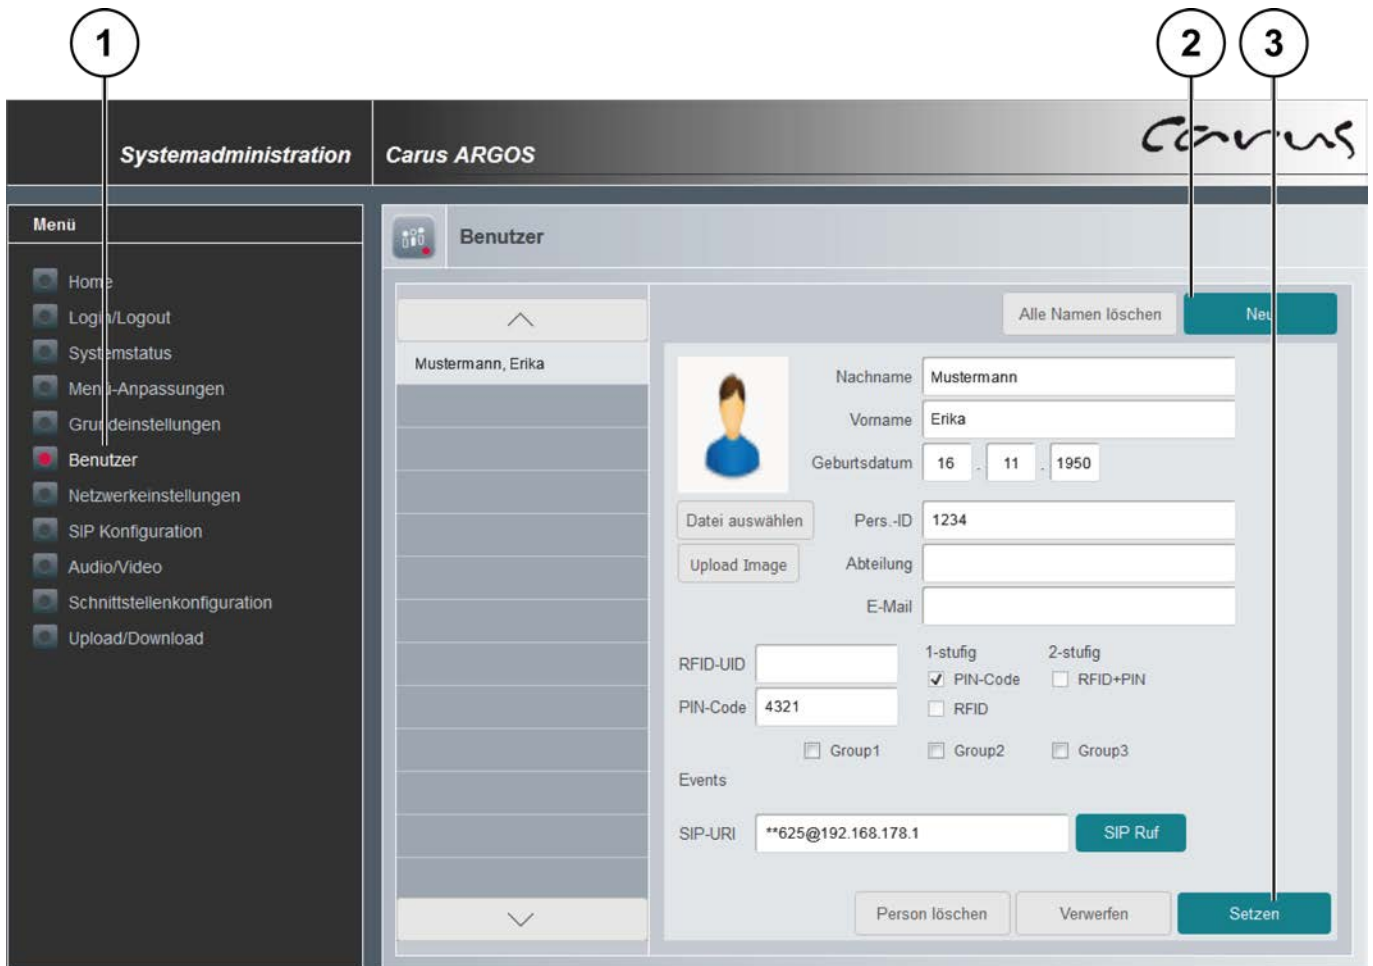 1
2
3
Systemadministration
Carus ARGOS
Carus
Menü
Home
Login/Logout
Systemstatus
Menü-Anpassungen
Grundeinstellungen
Benutzer
Netzwerkeinstellungen
SIP Konfiguration
Audio/Video
Schnittstellenkonfiguration
Upload/Download
Benutzer
Mustermann, Erika
Alle Namen löschen
Neu
Nachname Mustermann
Vorname Erika
Geburtsdatum 16 . 11 . 1950
Datei auswählen
Pers.-ID 1234
Upload Image
Abteilung
E-Mail
1-stufig 2-stufig
RFID-UID
PIN-Code RFID+PIN
PIN-Code 4321
RFID
Group1 Group2 Group3
Events
SIP-URI **625@192.168.178.1 SIP Ruf
Person löschen Verwerfen Setzen